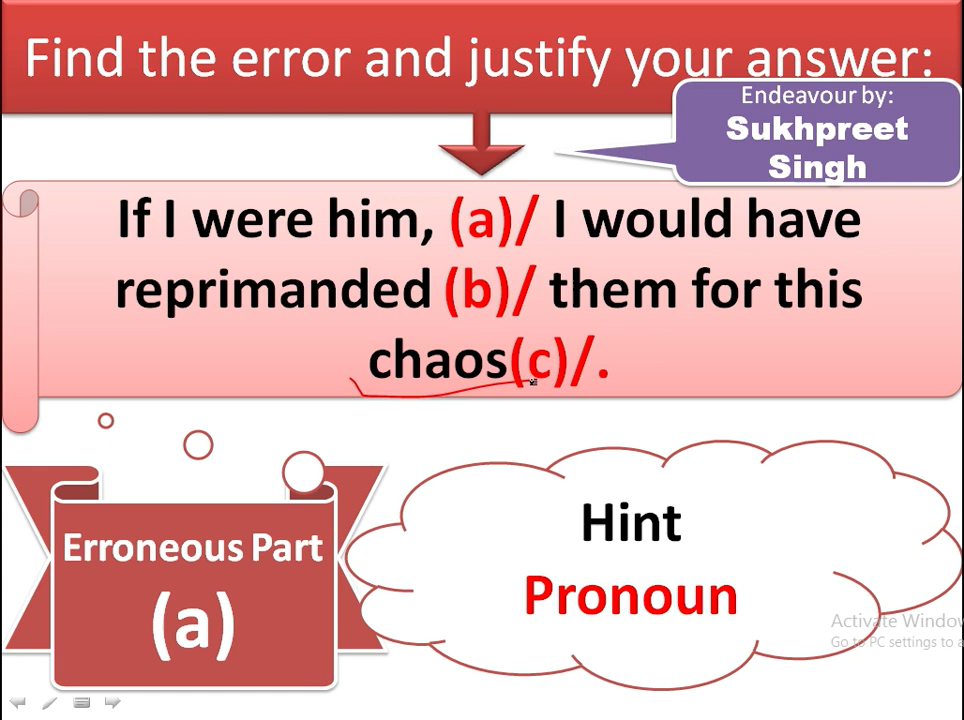 Find the error and justify your answer:
Endeavour by:
Sukhpreet
Singh
If I were him, (a)/ I would have
reprimanded (b)/ them for this
chaos(c)/.
Erroneous Part
(a)
Hint
Pronoun
Activate Window
Go to PC settings to a